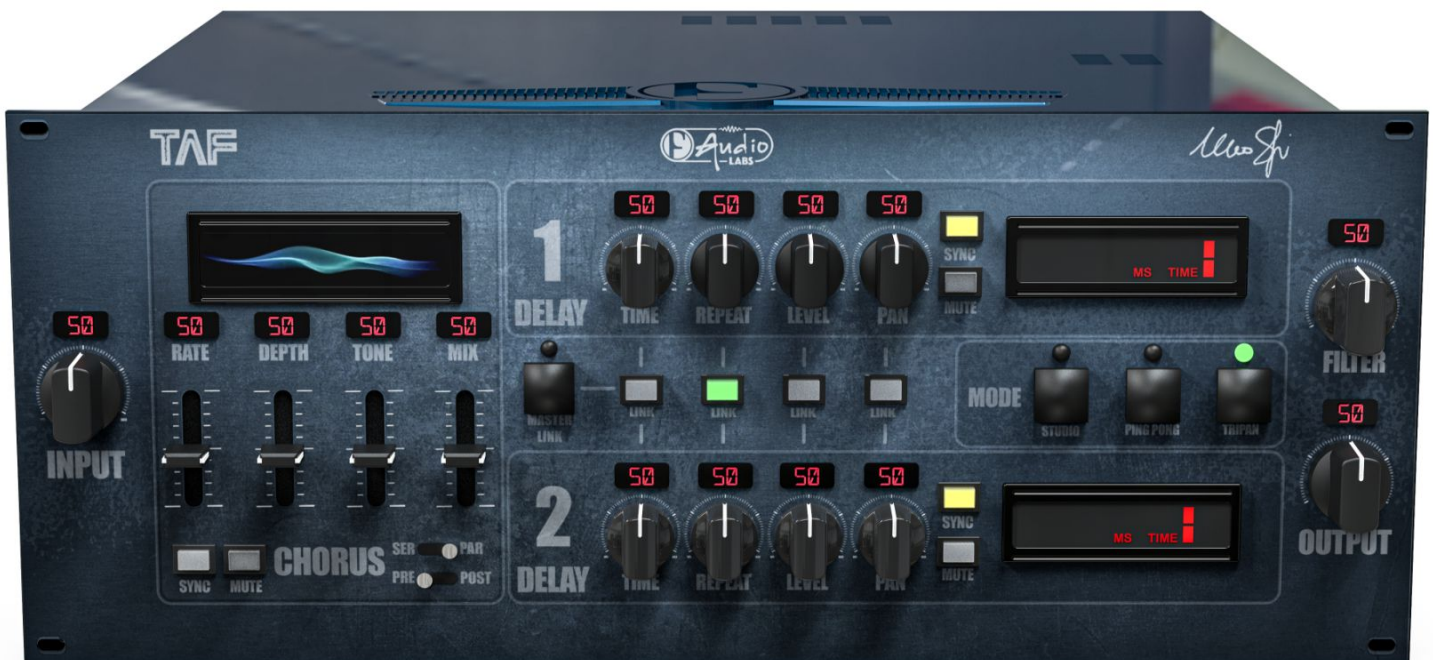 TAF
Audio
LABS
50
INPUT
50 50 50 50
RATE DEPTH TONE MIX
SYNC MUTE
CHORUS
SER PAR
PRE POST
1
DELAY
50 50 50 50
TIME REPEAT LEVEL PAN
SYNC
MUTE
MS TIME
MASTER
LINK
LINK LINK LINK LINK
MODE
STUDIO PING PONG TRIPAN
2
DELAY
50 50 50 50
TIME REPEAT LEVEL PAN
SYNC
MUTE
MS TIME
50
FILTER
50
OUTPUT